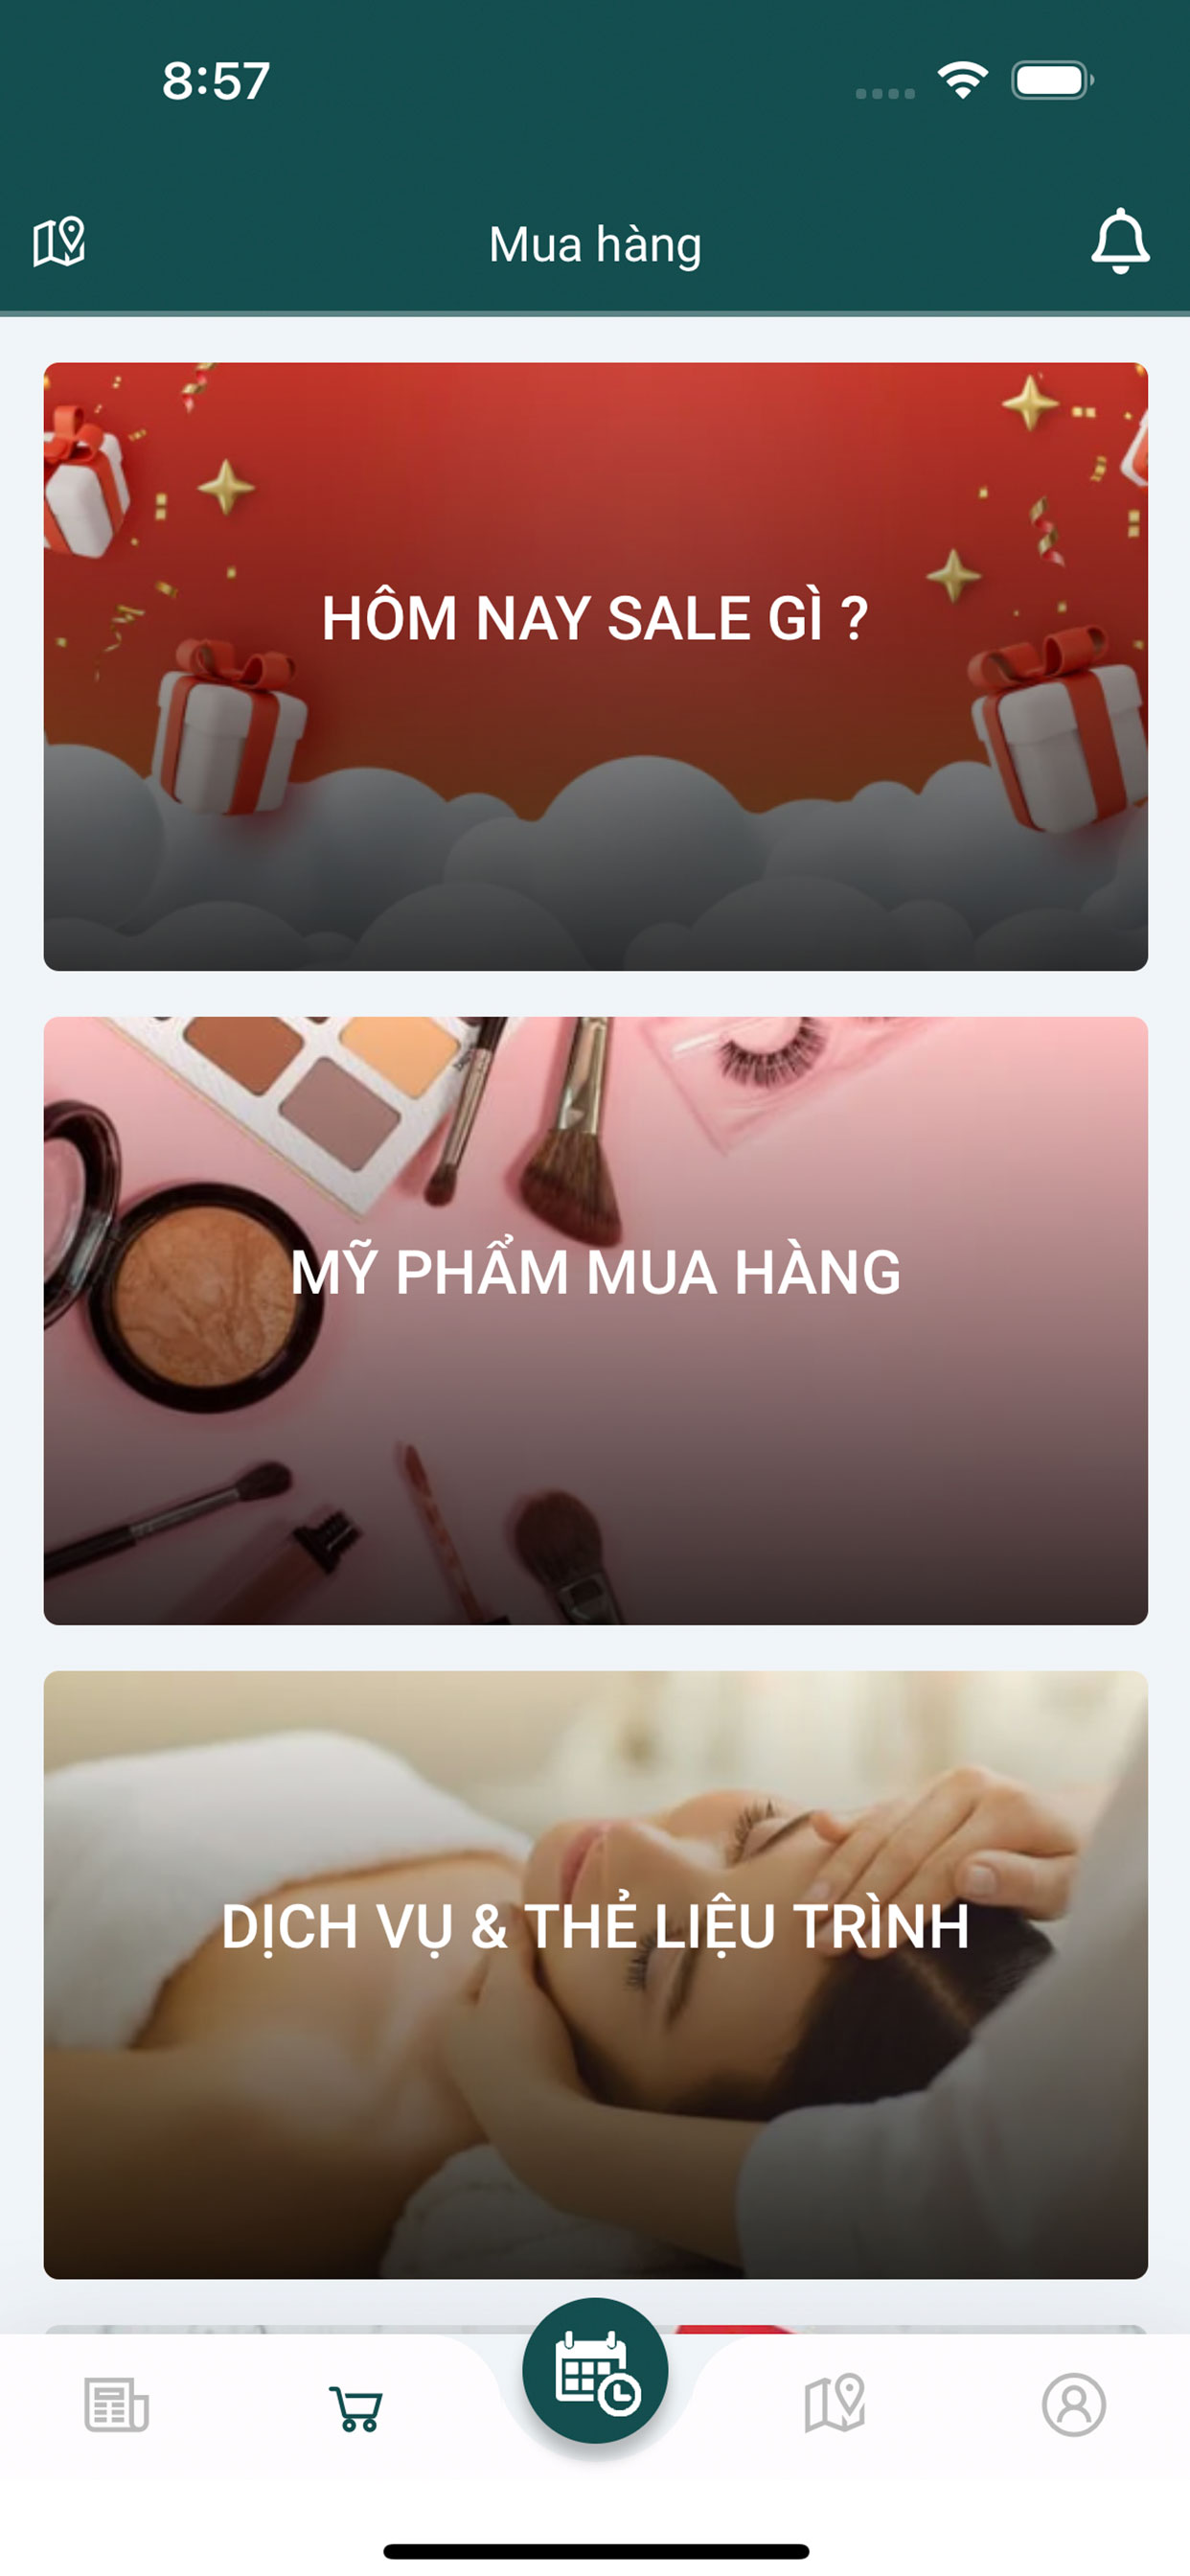 8:57
Mua hàng
HÔM NAY SALE GÌ ?
MỸ PHẨM MUA HÀNG
DỊCH VỤ & THẺ LIỆU TRÌNH